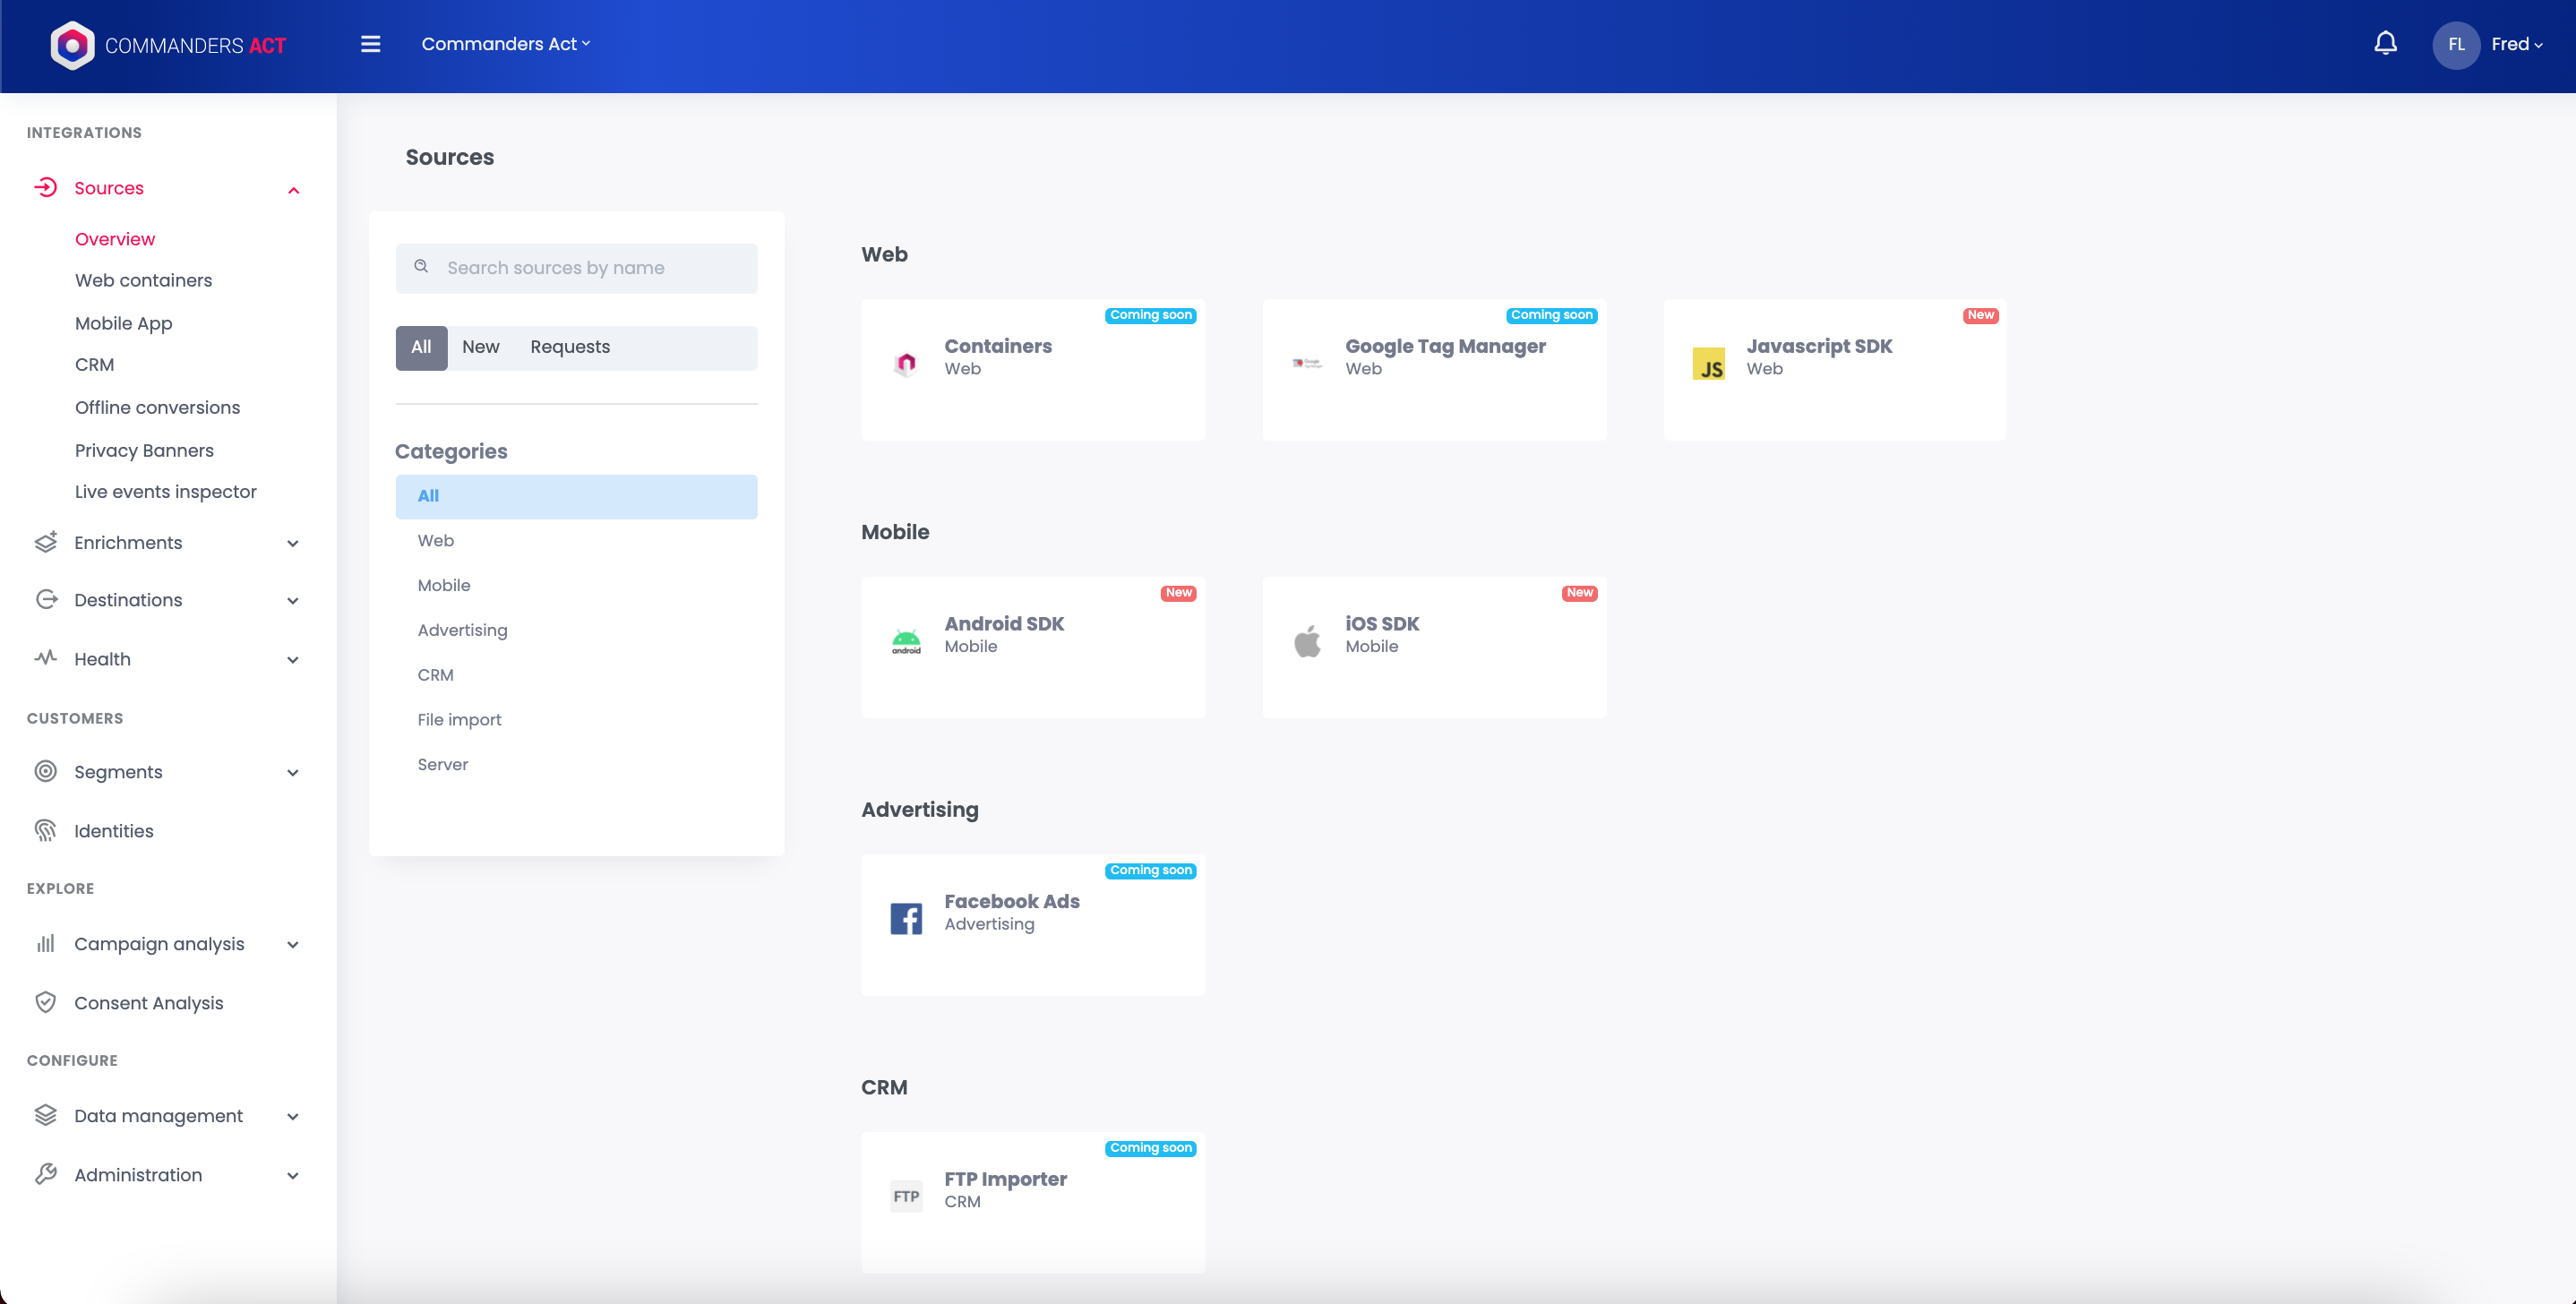 COMMANDERS ACT
Commanders Act
FL
Fred
INTEGRATIONS
Sources
Overview
Web containers
Mobile App
CRM
Offline conversions
Privacy Banners
Live events inspector
Enrichments
Destinations
Health
CUSTOMERS
Segments
Identities
EXPLORE
Campaign analysis
Consent Analysis
CONFIGURE
Data management
Administration
Sources
Search sources by name
All New Requests
Categories
All
Web
Mobile
Advertising
CRM
File import
Server
Web
Coming soon
Containers
Web
Coming soon
Google Tag Manager
Web
New
JS
Javascript SDK
Web
Mobile
New
android
Android SDK
Mobile
New
iOS SDK
Mobile
Advertising
Coming soon
Facebook Ads
Advertising
CRM
Coming soon
FTP
FTP Importer
CRM